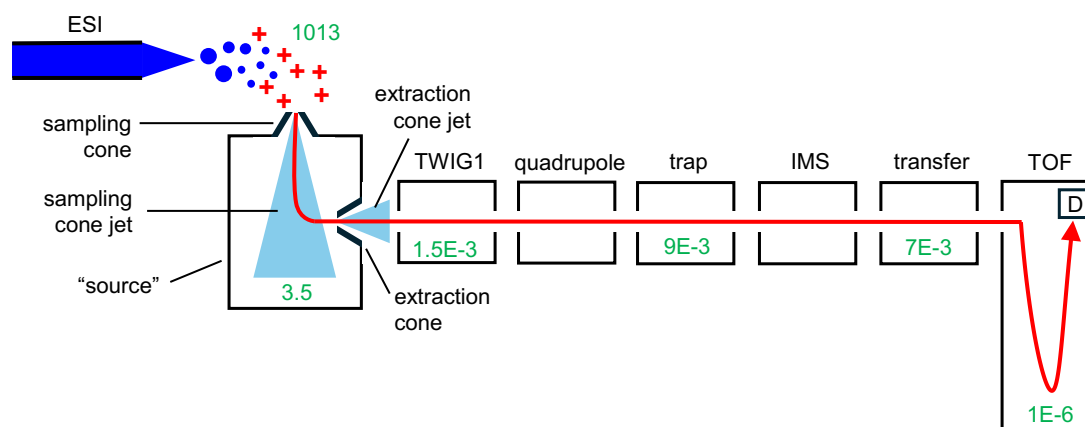 ESI
1013
extraction
cone jet
sampling
cone
TWIG1
quadrupole
trap
IMS
transfer
TOF
D
sampling
cone jet
1.5E-3
9E-3
7E-3
“source”
3.5
extraction
cone
1E-6